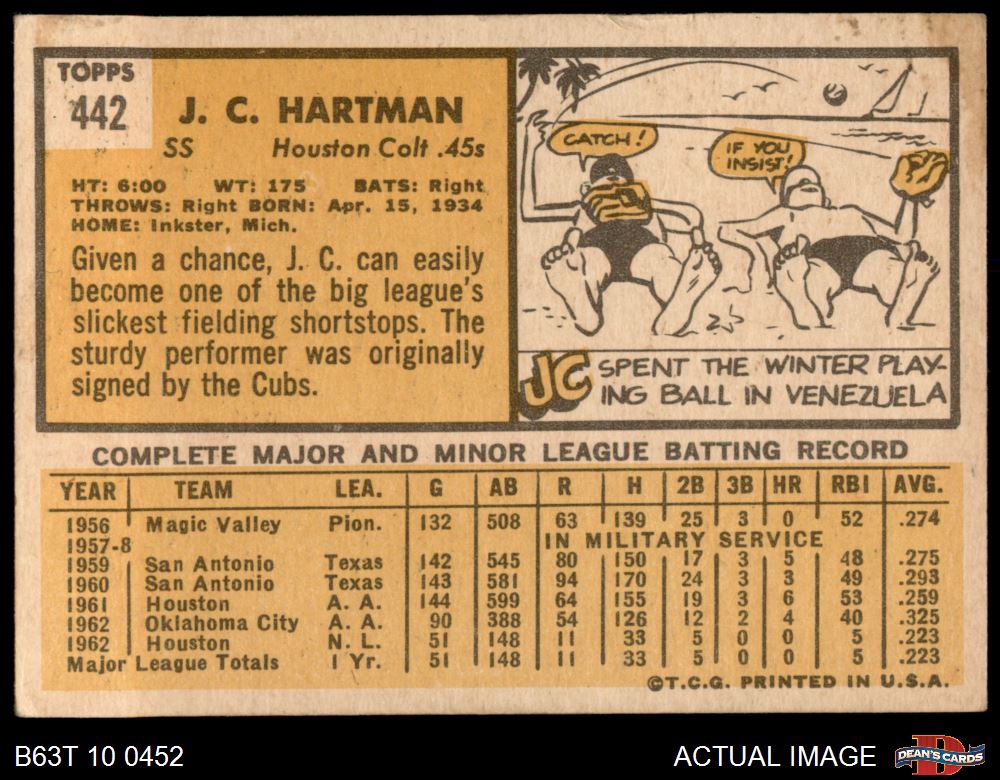 TOPPS
442
J. C. HARTMAN
SS Houston Colt .45s
HT: 6:00 WT: 175 BATS: Right
THROWS: Right BORN: Apr. 15, 1934
HOME: Inkster, Mich.
Given a chance, J. C. can easily
become one of the big league's
slickest fielding shortstops. The
sturdy performer was originally
signed by the Cubs.
CATCH!
IF YOU
INSIST!
JC SPENT THE WINTER PLAY-
ING BALL IN VENEZUELA
COMPLETE MAJOR AND MINOR LEAGUE BATTING RECORD
YEAR TEAM LEA. G AB R H 2B 3B HR RBI AVG.
1956 Magic Valley Pion. 132 508 63 139 25 3 0 52 .274
1957-8 IN MILITARY SERVICE
1959 San Antonio Texas 142 545 80 150 17 3 5 48 .275
1960 San Antonio Texas 143 581 94 170 24 3 3 49 .293
1961 Houston A. A. 144 599 64 155 19 3 6 53 .259
1962 Oklahoma City A. A. 90 388 54 126 12 2 4 40 .325
1962 Houston N. L. 51 148 11 33 5 0 0 5 .223
Major League Totals 1 Yr. 51 148 11 33 5 0 0 5 .223
©T.C.G. PRINTED IN U.S.A.
B63T 10 0452
ACTUAL IMAGE
D
DEAN'S CARDS